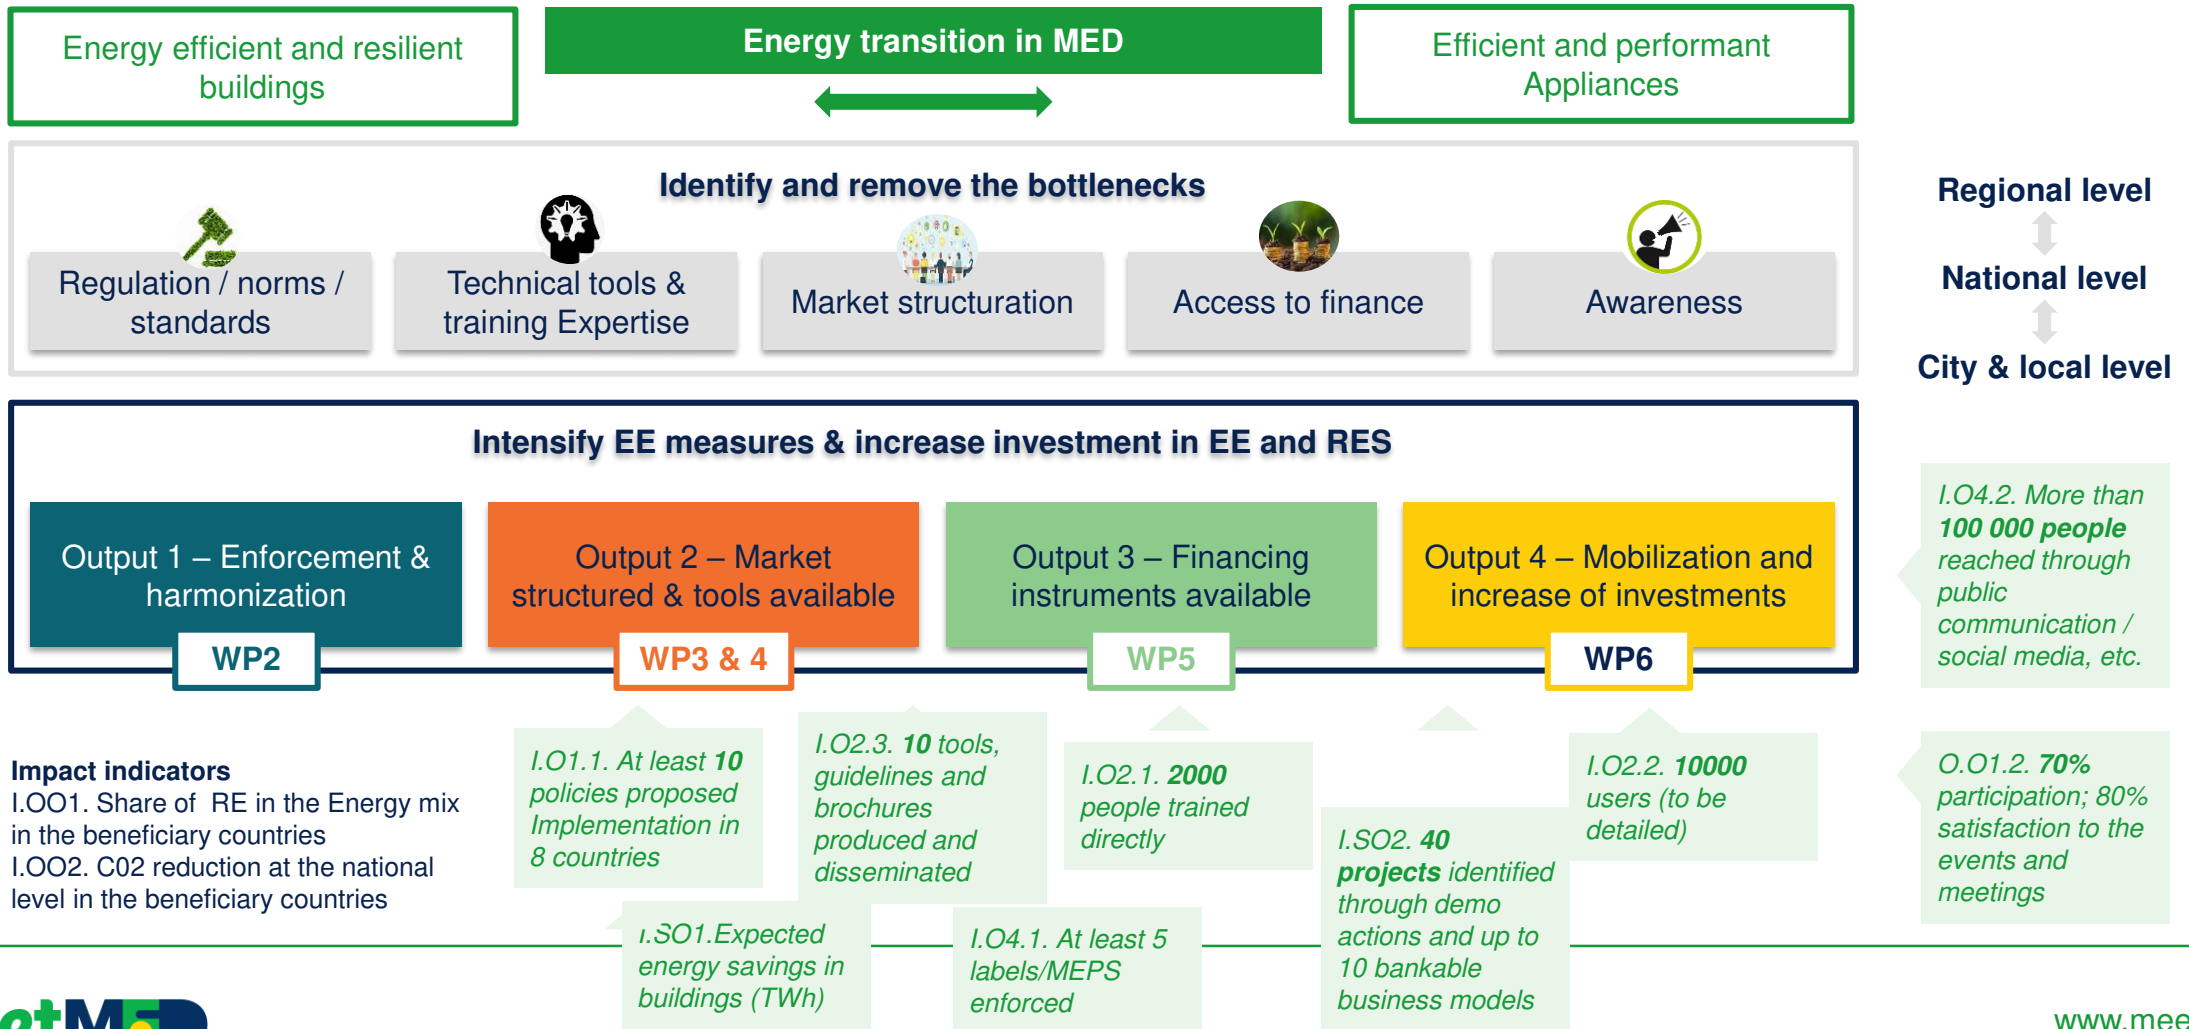 Energy efficient and resilient
buildings
Energy transition in MED
Efficient and performant
Appliances
Identify and remove the bottlenecks
Regulation / norms /
standards
Technical tools &
training Expertise
Market structuration
Access to finance
Awareness
Regional level
National level
City & local level
Intensify EE measures & increase investment in EE and RES
Output 1 – Enforcement &
harmonization
WP2
Output 2 – Market
structured & tools available
WP3 & 4
Output 3 – Financing
instruments available
WP5
Output 4 – Mobilization and
increase of investments
WP6
I.O4.2. More than
100 000 people
reached through
public
communication /
social media, etc.
Impact indicators
I.OO1. Share of  RE in the Energy mix
in the beneficiary countries
I.OO2. C02 reduction at the national
level in the beneficiary countries
I.O1.1. At least 10
policies proposed
Implementation in
8 countries
I.O2.3. 10 tools,
guidelines and
brochures
produced and
disseminated
I.O2.1. 2000
people trained
directly
I.SO2. 40
projects identified
through demo
actions and up to
10 bankable
business models
I.O2.2. 10000
users (to be
detailed)
O.O1.2. 70%
participation; 80%
satisfaction to the
events and
meetings
I.SO1.Expected
energy savings in
buildings (TWh)
I.O4.1. At least 5
labels/MEPS
enforced
etMED
www.mee